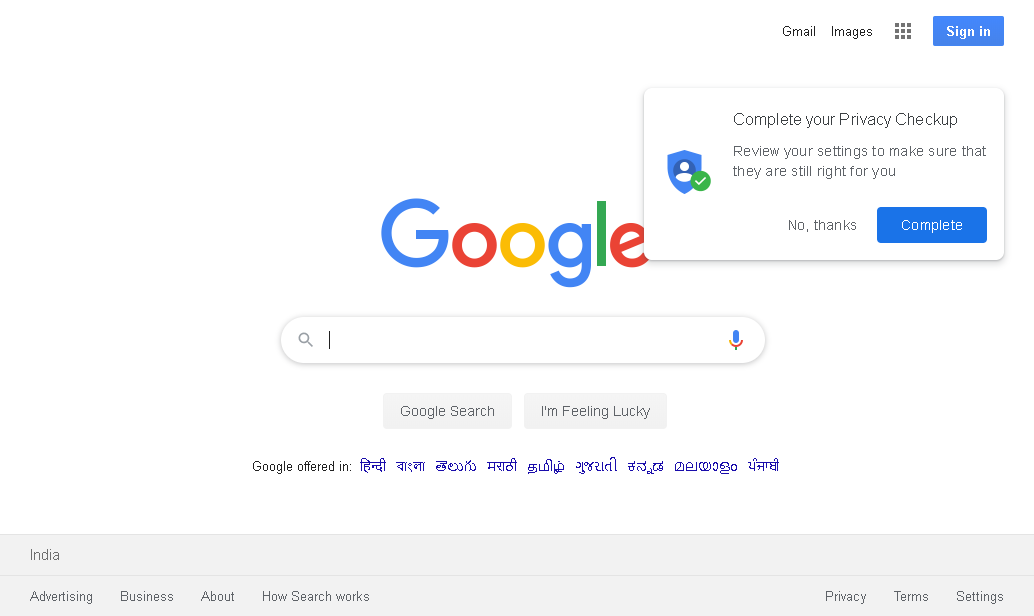 Gmail Images Sign in
Complete your Privacy Checkup
Review your settings to make sure that
they are still right for you
No, thanks Complete
Google
Google Search I'm Feeling Lucky
Google offered in: हिन्दी বাংলা తెలుగు मराठी தமிழ் ગુજરાતી ಕನ್ನಡ മലയാളം ਪੰਜਾਬੀ
India
Advertising Business About How Search works Privacy Terms Settings